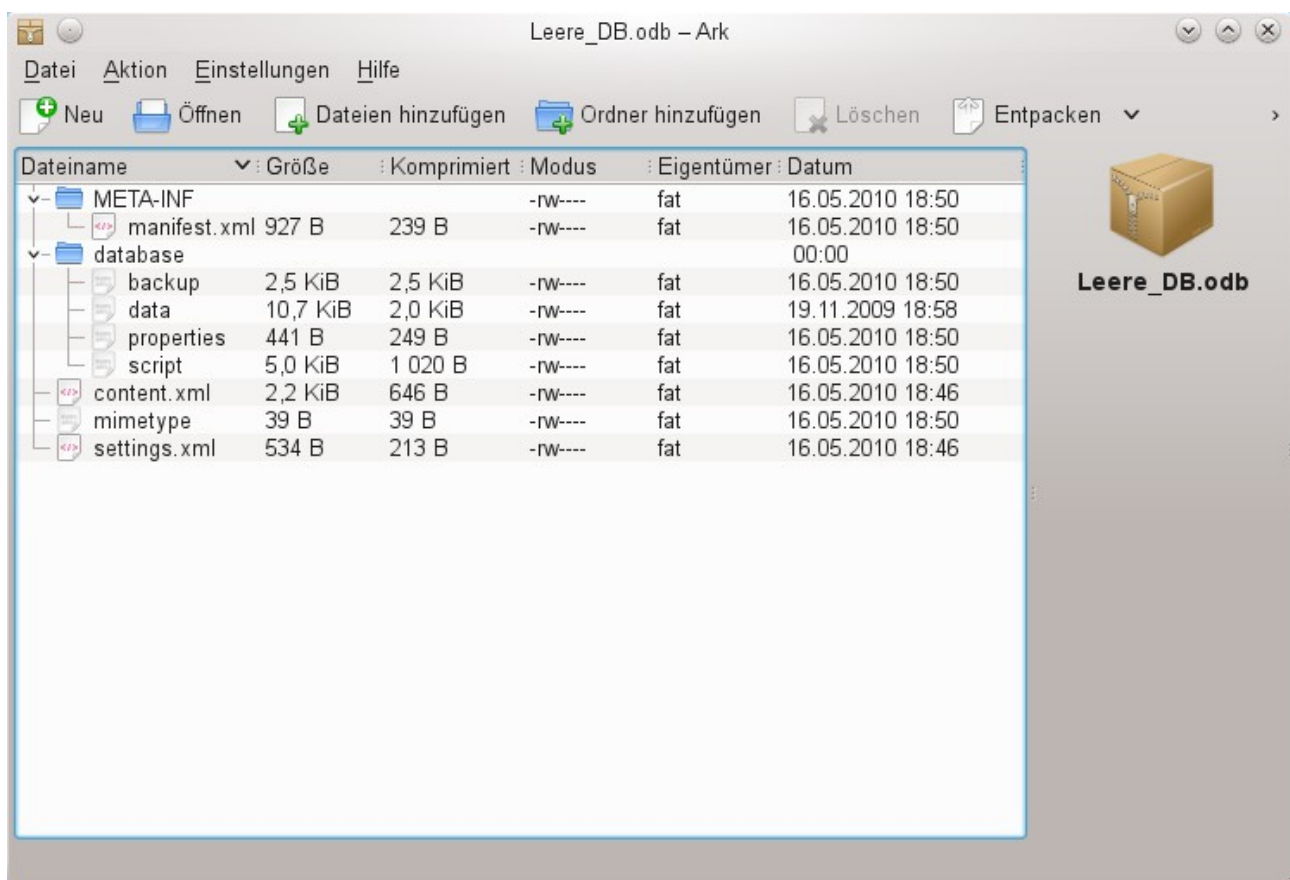 Leere_DB.odb – Ark
Datei Aktion Einstellungen Hilfe
Neu Öffnen Dateien hinzufügen Ordner hinzufügen Löschen Entpacken
Dateiname Größe Komprimiert Modus Eigentümer Datum
META-INF -rw---- fat 16.05.2010 18:50
manifest.xml 927 B 239 B -rw---- fat 16.05.2010 18:50
database 00:00
backup 2,5 KiB 2,5 KiB -rw---- fat 16.05.2010 18:50
data 10,7 KiB 2,0 KiB -rw---- fat 19.11.2009 18:58
properties 441 B 249 B -rw---- fat 16.05.2010 18:50
script 5,0 KiB 1 020 B -rw---- fat 16.05.2010 18:50
content.xml 2,2 KiB 646 B -rw---- fat 16.05.2010 18:46
mimetype 39 B 39 B -rw---- fat 16.05.2010 18:50
settings.xml 534 B 213 B -rw---- fat 16.05.2010 18:46
Leere_DB.odb